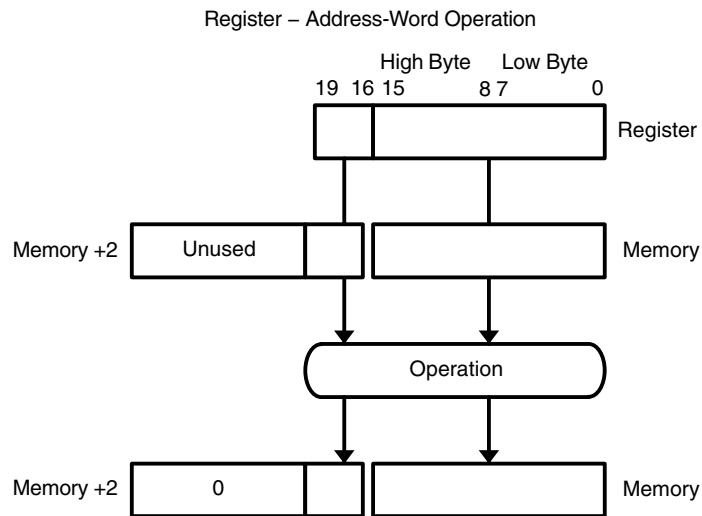 Register – Address-Word Operation
High Byte Low Byte
19 16 15 8 7 0
Register
Memory +2 Unused Memory
Operation
Memory +2 0 Memory